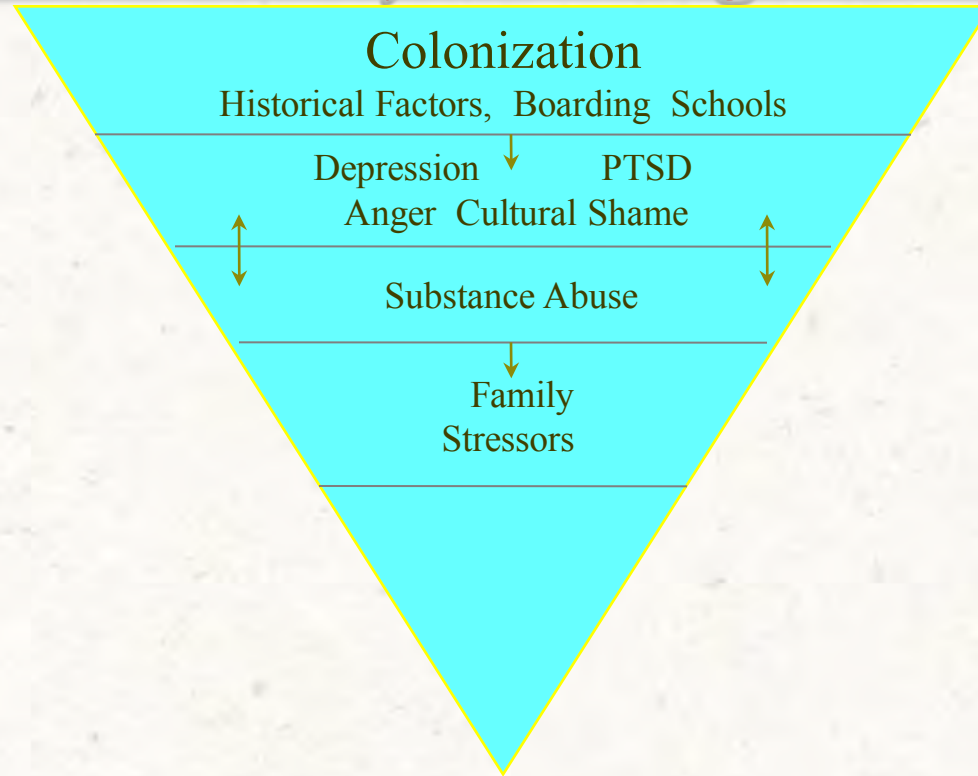 Colonization
Historical Factors, Boarding Schools
Depression PTSD
Anger Cultural Shame
Substance Abuse
Family
Stressors